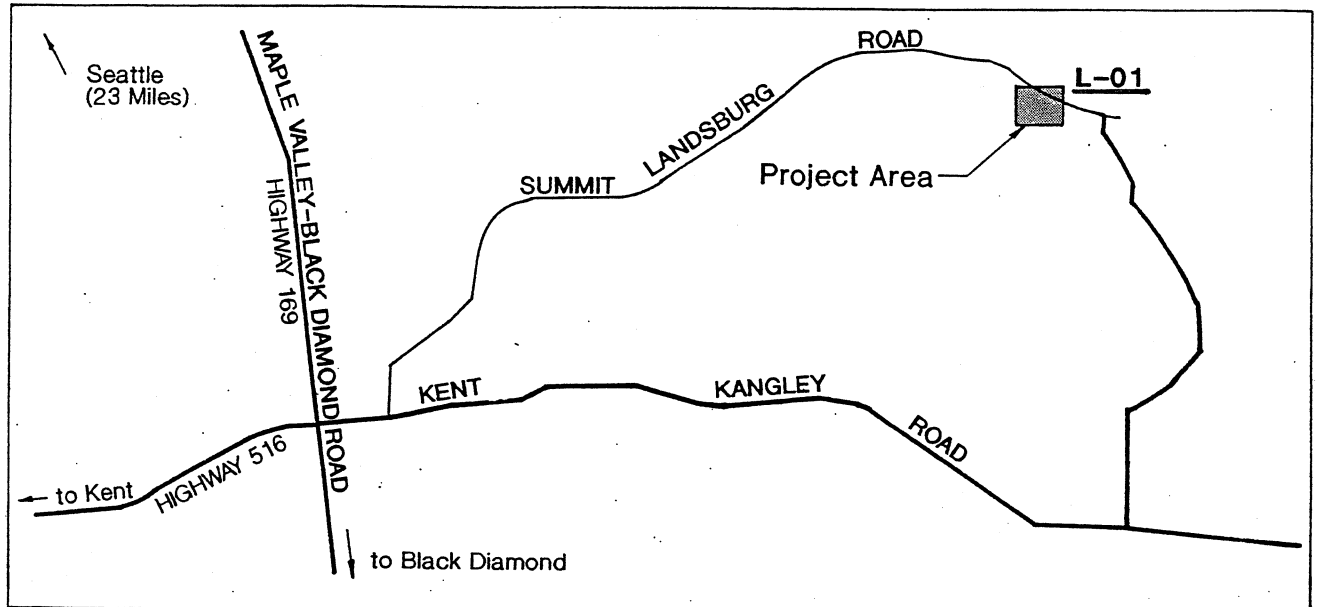 Seattle
(23 Miles)
MAPLE VALLEY-BLACK DIAMOND ROAD
HIGHWAY 169
SUMMIT LANDSBURG ROAD
L-01
Project Area
KENT KANGLEY ROAD
HIGHWAY 516
to Kent
to Black Diamond